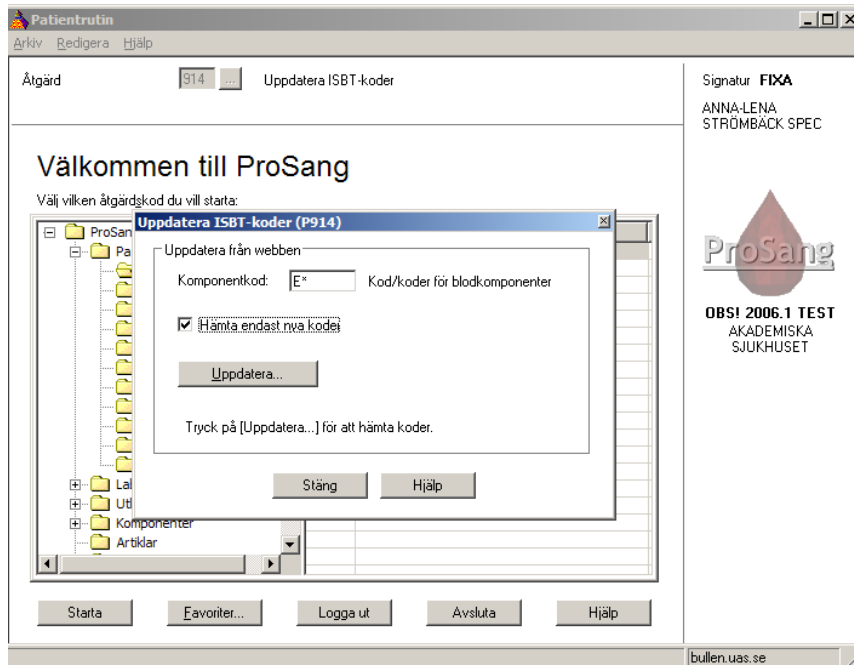 Patientrutin
Arkiv Redigera Hjälp
Åtgärd 914 ... Uppdatera ISBT-koder
Signatur FIXA
ANNA-LENA
STRÖMBÄCK SPEC
Välkommen till ProSang
Välj vilken åtgärdskod du vill starta:
Uppdatera ISBT-koder (P914)
Uppdatera från webben
Komponentkod: E* Kod/koder för blodkomponenter
Hämta endast nya koder
Uppdatera...
Tryck på [Uppdatera...] för att hämta koder.
Stäng Hjälp
ProSan
Pa
Lal
Utl
Komponenter
Artiklar
Starta Favoriter... Logga ut Avsluta Hjälp
ProSang
OBS! 2006.1 TEST
AKADEMISKA
SJUKHUSET
bullen.uas.se